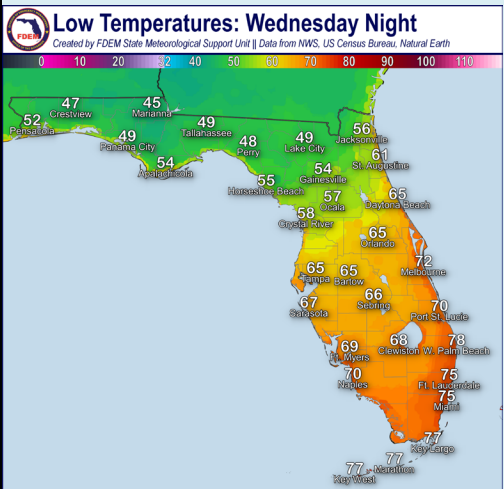 Low Temperatures: Wednesday Night
FDEM
Created by FDEM State Meteorological Support Unit || Data from NWS, US Census Bureau, Natural Earth
0 10 20 32 40 50 60 70 80 90 100 110
47
Crestview
45
Marianna
52
Pensacola
49
Panama City
49
Tallahassee
48
Perry
49
Lake City
56
Jacksonville
54
Apalachicola
61
St. Augustine
54
Gainesville
55
Horseshoe Beach
57
Ocala
65
Daytona Beach
58
Crystal River
65
Orlando
72
Melbourne
65
Tampa
65
Bartow
66
Sebring
67
Sarasota
70
Port St. Lucie
69
Ft. Myers
68
Clewiston
78
W. Palm Beach
70
Naples
75
Ft. Lauderdale
75
Miami
77
Key Largo
77
Marathon
77
Key West